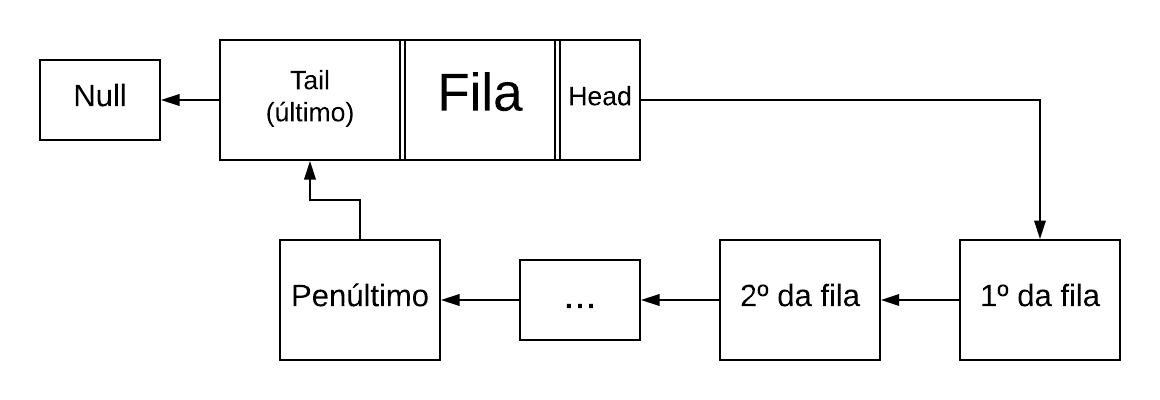 Null
Tail
(último)
Fila
Head
Penúltimo
...
2º da fila
1º da fila